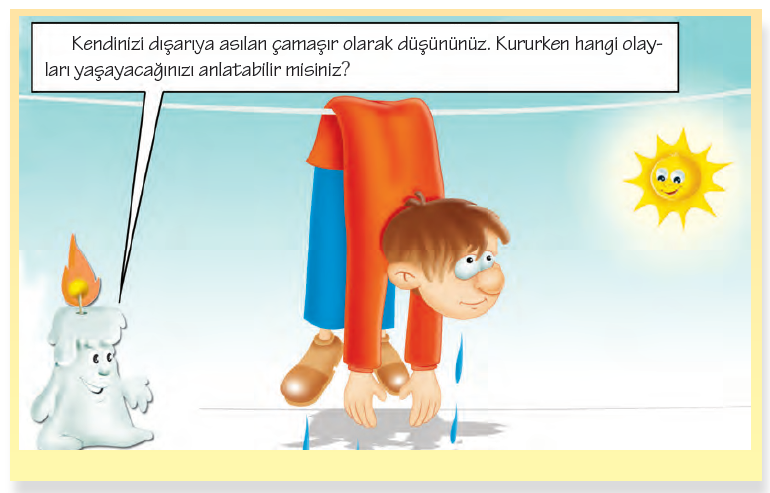 Kendinizi dışarıya asılan çamaşır olarak düşününüz. Kururken hangi olay-
ları yaşayacağınızı anlatabilir misiniz?